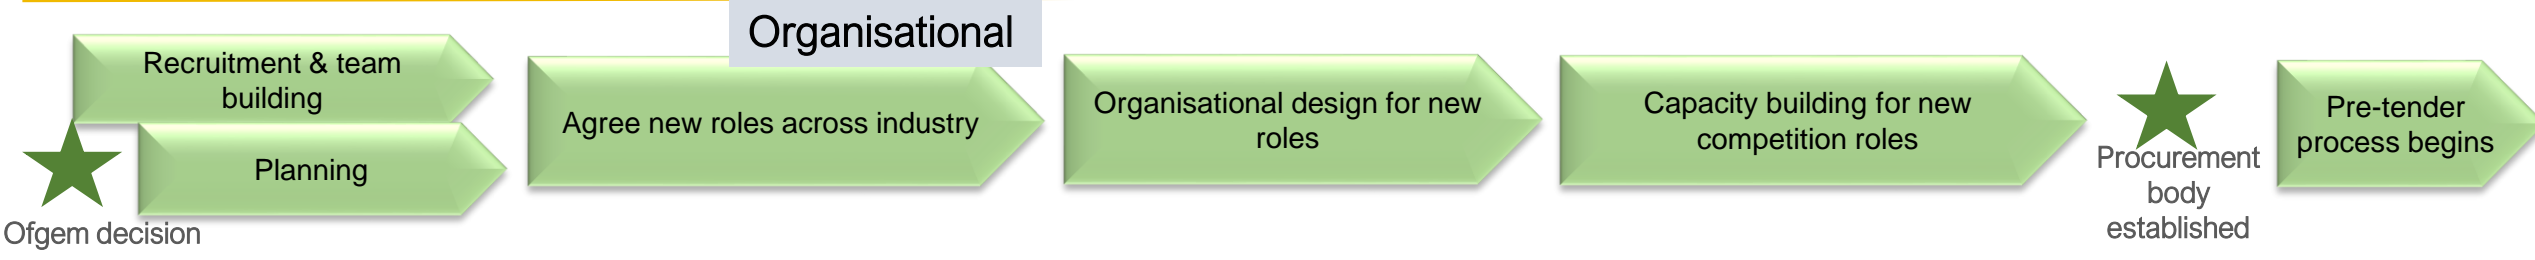 Organisational
Recruitment & team
building
Planning
Ofgem decision
Agree new roles across industry
Organisational design for new
roles
Capacity building for new
competition roles
Procurement
body
established
Pre-tender
process begins